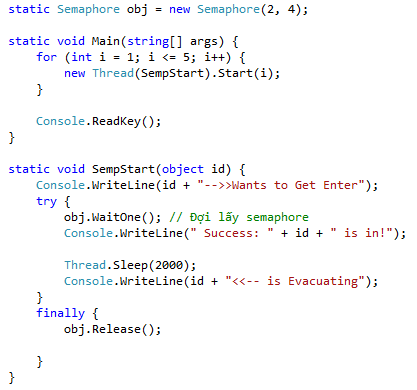 static Semaphore obj = new Semaphore(2, 4);
static void Main(string[] args) {
for (int i = 1; i <= 5; i++) {
new Thread(SempStart).Start(i);
}
Console.ReadKey();
}
static void SempStart(object id) {
Console.WriteLine(id + "-->>Wants to Get Enter");
try {
obj.WaitOne(); // Đợi lấy semaphore
Console.WriteLine(" Success: " + id + " is in!");
Thread.Sleep(2000);
Console.WriteLine(id + "<<-- is Evacuating");
}
finally {
obj.Release();
}
}